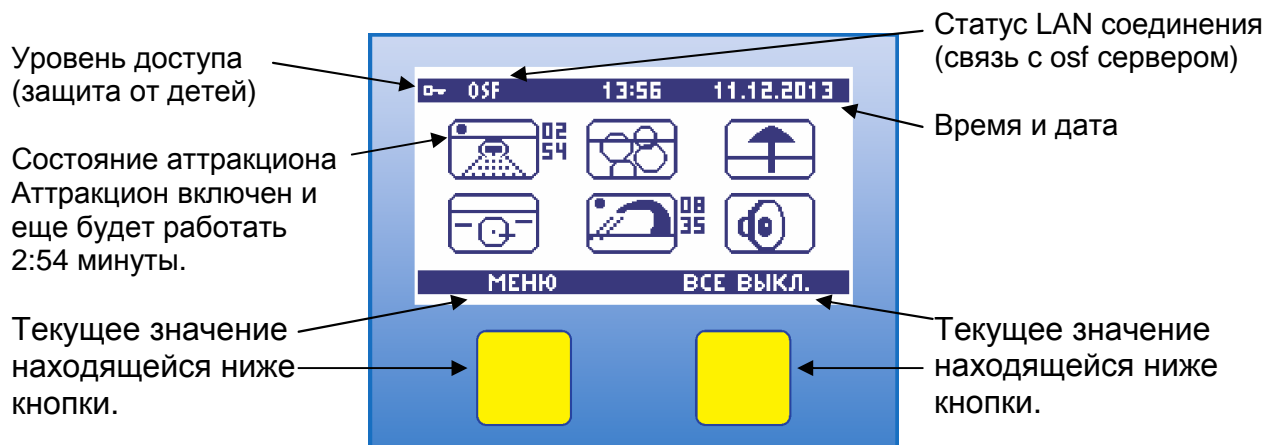 Уровень доступа
(защита от детей)
Состояние аттракциона
Аттракцион включен и
еще будет работать
2:54 минуты.
Текущее значение
находящейся ниже
кнопки.
OSF 13:56 11.12.2013
02
54
08
35
МЕНЮ ВСЕ ВЫКЛ.
Статус LAN соединения
(связь с osf сервером)
Время и дата
Текущее значение
находящейся ниже
кнопки.